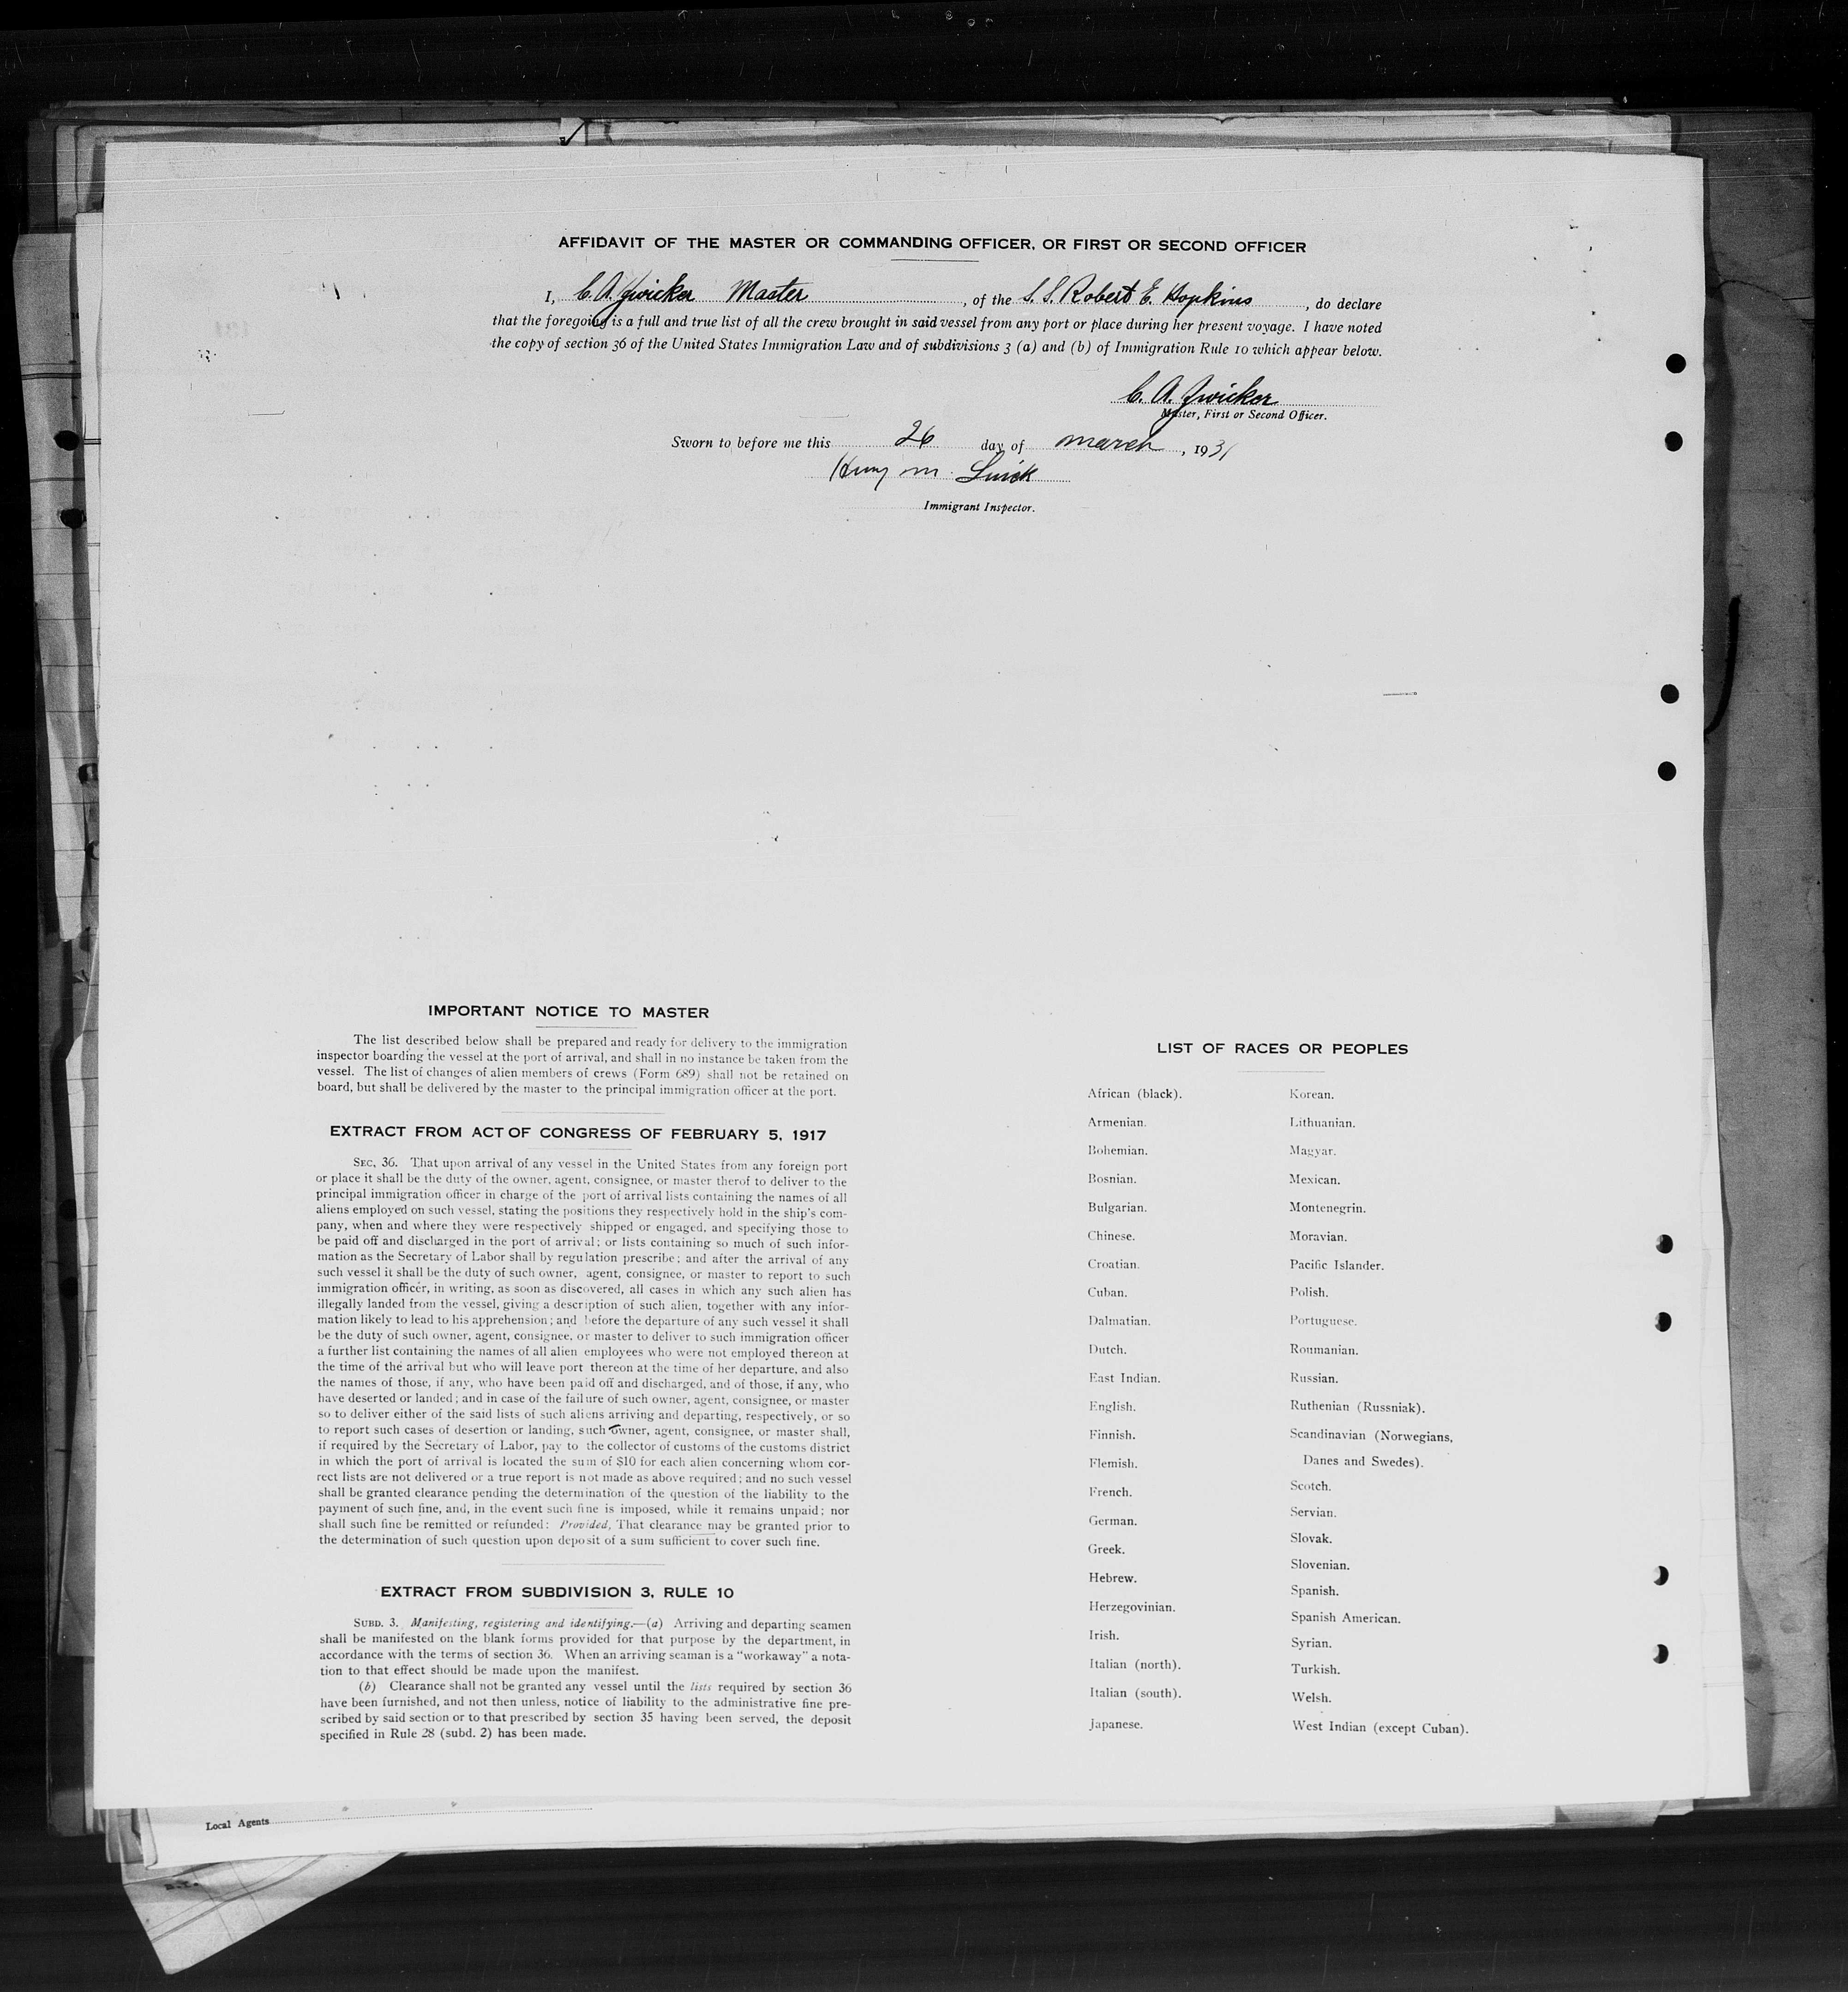 AFFIDAVIT OF THE MASTER OR COMMANDING OFFICER, OR FIRST OR SECOND OFFICER
I, C. A. Zwicker Master, of the S. S. Robert E. Hopkins, do declare
that the foregoing is a full and true list of all the crew brought in said vessel from any port or place during her present voyage. I have noted
the copy of section 36 of the United States Immigration Law and of subdivisions 3 (a) and (b) of Immigration Rule 10 which appear below.
C. A. Zwicker
Master, First or Second Officer.
Sworn to before me this 26 day of march, 1931
m.
Immigrant Inspector.
IMPORTANT NOTICE TO MASTER
The list described below shall be prepared and ready for delivery to the immigration
inspector boarding the vessel at the port of arrival, and shall in no instance be taken from the
vessel. The list of changes of alien members of crews (Form 689) shall not be retained on
board, but shall be delivered by the master to the principal immigration officer at the port.
EXTRACT FROM ACT OF CONGRESS OF FEBRUARY 5, 1917
SEC. 36. That upon arrival of any vessel in the United States from any foreign port
or place it shall be the duty of the owner, agent, consignee, or master therof to deliver to the
principal immigration officer in charge of the port of arrival lists containing the names of all
aliens employed on such vessel, stating the positions they respectively hold in the ship's com-
pany, when and where they were respectively shipped or engaged, and specifying those to
be paid off and discharged in the port of arrival; or lists containing so much of such infor-
mation as the Secretary of Labor shall by regulation prescribe; and after the arrival of any
such vessel it shall be the duty of such owner, agent, consignee, or master to report to such
immigration officer, in writing, as soon as discovered, all cases in which any such alien has
illegally landed from the vessel, giving a description of such alien, together with any infor-
mation likely to lead to his apprehension; and before the departure of any such vessel it shall
be the duty of such owner, agent, consignee, or master to deliver to such immigration officer
a further list containing the names of all alien employees who were not employed thereon at
the time of the arrival but who will leave port thereon at the time of her departure, and also
the names of those, if any, who have been paid off and discharged, and of those, if any, who
have deserted or landed; and in case of the failure of such owner, agent, consignee, or master
so to deliver either of the said lists of such aliens arriving and departing, respectively, or so
to report such cases of desertion or landing, such owner, agent, consignee, or master shall,
if required by the Secretary of Labor, pay to the collector of customs of the customs district
in which the port of arrival is located the sum of $10 for each alien concerning whom cor-
rect lists are not delivered or a true report is not made as above required; and no such vessel
shall be granted clearance pending the determination of the question of the liability to the
payment of such fine, and, in the event such fine is imposed, while it remains unpaid; nor
shall such fine be remitted or refunded: Provided, That clearance may be granted prior to
the determination of such question upon deposit of a sum sufficient to cover such fine.
EXTRACT FROM SUBDIVISION 3, RULE 10
SUBD. 3. Manifesting, registering and identifying.—(a) Arriving and departing seamen
shall be manifested on the blank forms provided for that purpose by the department, in
accordance with the terms of section 36. When an arriving seaman is a "workaway" a nota-
tion to that effect should be made upon the manifest.
(b) Clearance shall not be granted any vessel until the lists required by section 36
have been furnished, and not then unless, notice of liability to the administrative fine pre-
scribed by said section or to that prescribed by section 35 having been served, the deposit
specified in Rule 28 (subd. 2) has been made.
LIST OF RACES OR PEOPLES
African (black).
Armenian.
Bohemian.
Bosnian.
Bulgarian.
Chinese.
Croatian.
Cuban.
Dalmatian.
Dutch.
East Indian.
English.
Finnish.
Flemish.
French.
German.
Greek.
Hebrew.
Herzegovinian.
Irish.
Italian (north).
Italian (south).
Japanese.
Korean.
Lithuanian.
Magyar.
Mexican.
Montenegrin.
Moravian.
Pacific Islander.
Polish.
Portuguese.
Roumanian.
Russian.
Ruthenian (Russniak).
Scandinavian (Norwegians,
Danes and Swedes).
Scotch.
Servian.
Slovak.
Slovenian.
Spanish.
Spanish American.
Syrian.
Turkish.
Welsh.
West Indian (except Cuban).
Local Agents